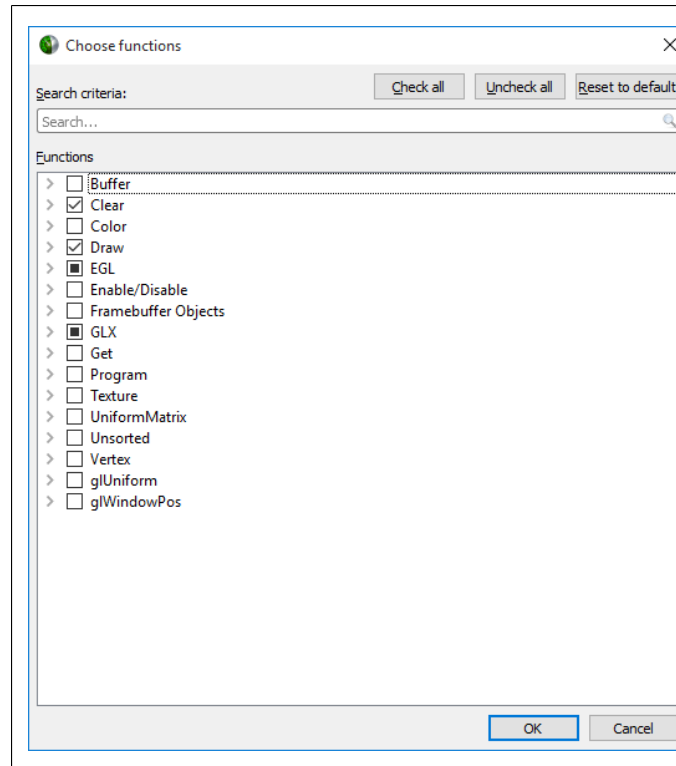 Choose functions
Search criteria:
Check all
Uncheck all
Reset to default
Search...
Functions
Buffer
Clear
Color
Draw
EGL
Enable/Disable
Framebuffer Objects
GLX
Get
Program
Texture
UniformMatrix
Unsorted
Vertex
glUniform
glWindowPos
OK
Cancel